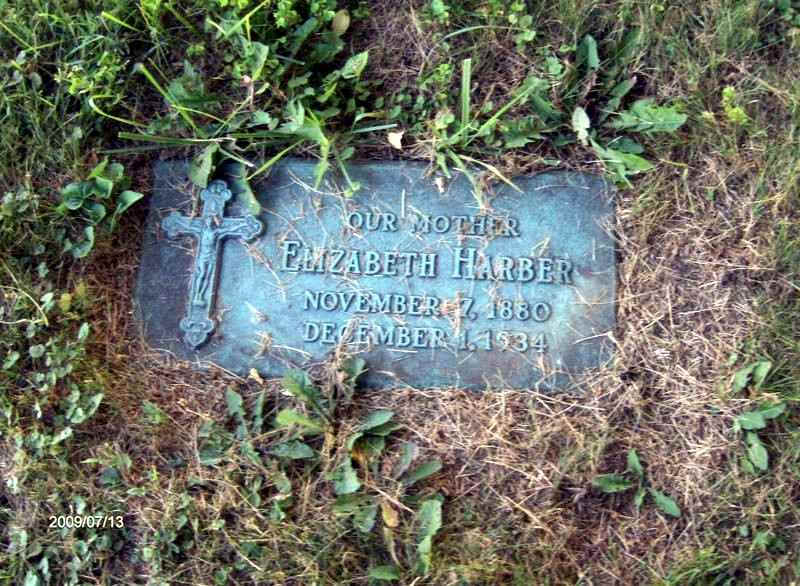 OUR MOTHER
ELIZABETH HARBER
NOVEMBER 7, 1880
DECEMBER 1, 1934
2009/07/13